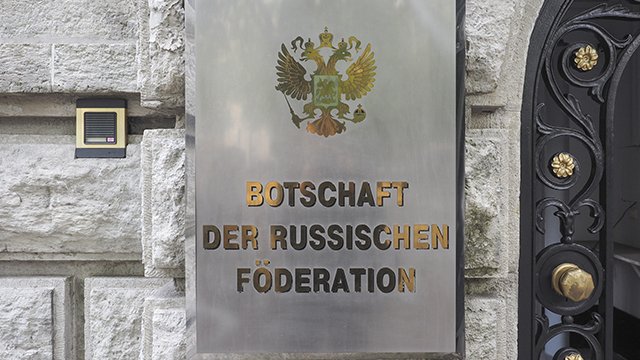 BOTSCHAFT
DER RUSSISCHEN
FÖDERATION